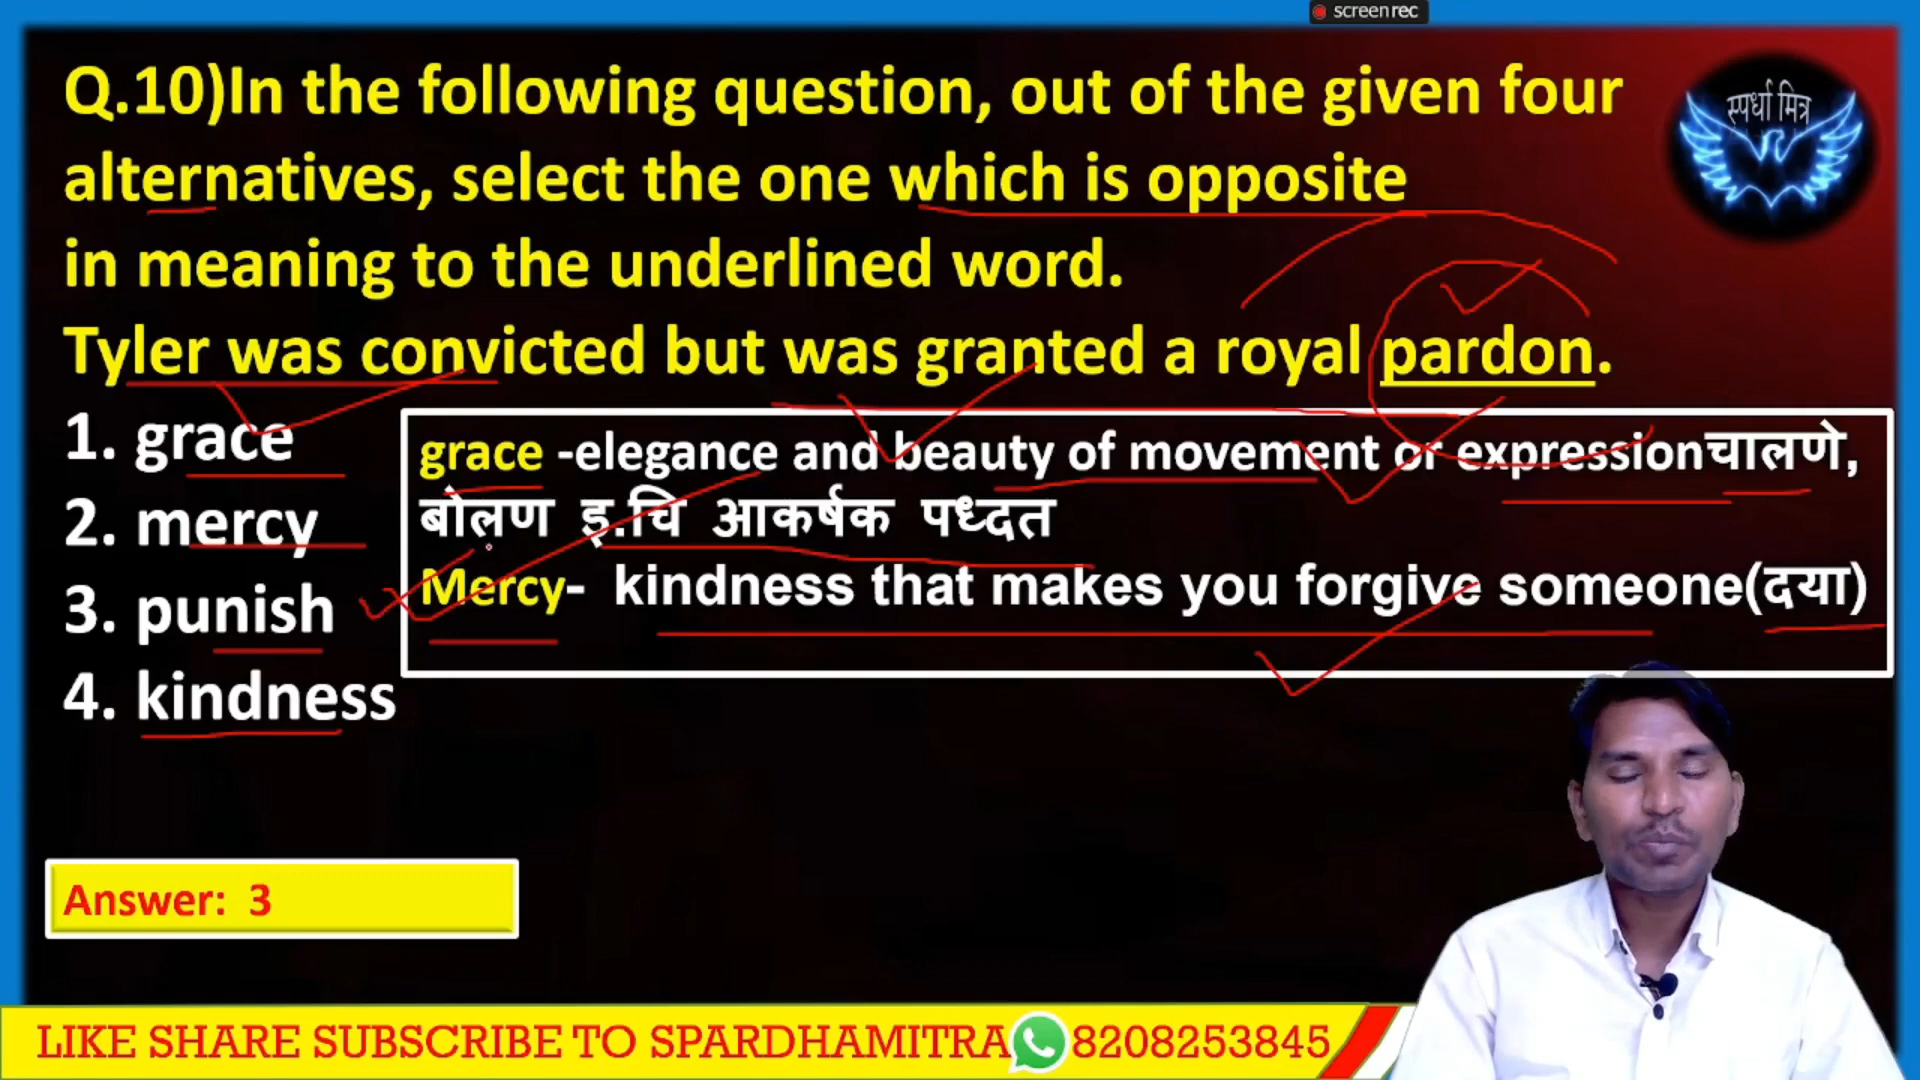 screenrec
Q.10)In the following question, out of the given four
alternatives, select the one which is opposite
in meaning to the underlined word.
Tyler was convicted but was granted a royal pardon.
1. grace
2. mercy
3. punish
4. kindness
grace -elegance and beauty of movement or expressionचालणे,
बोलण इ.चि आकर्षक पध्दत
Mercy- kindness that makes you forgive someone(दया)
स्पर्धा मित्र
Answer: 3
LIKE SHARE SUBSCRIBE TO SPARDHAMITRA 8208253845